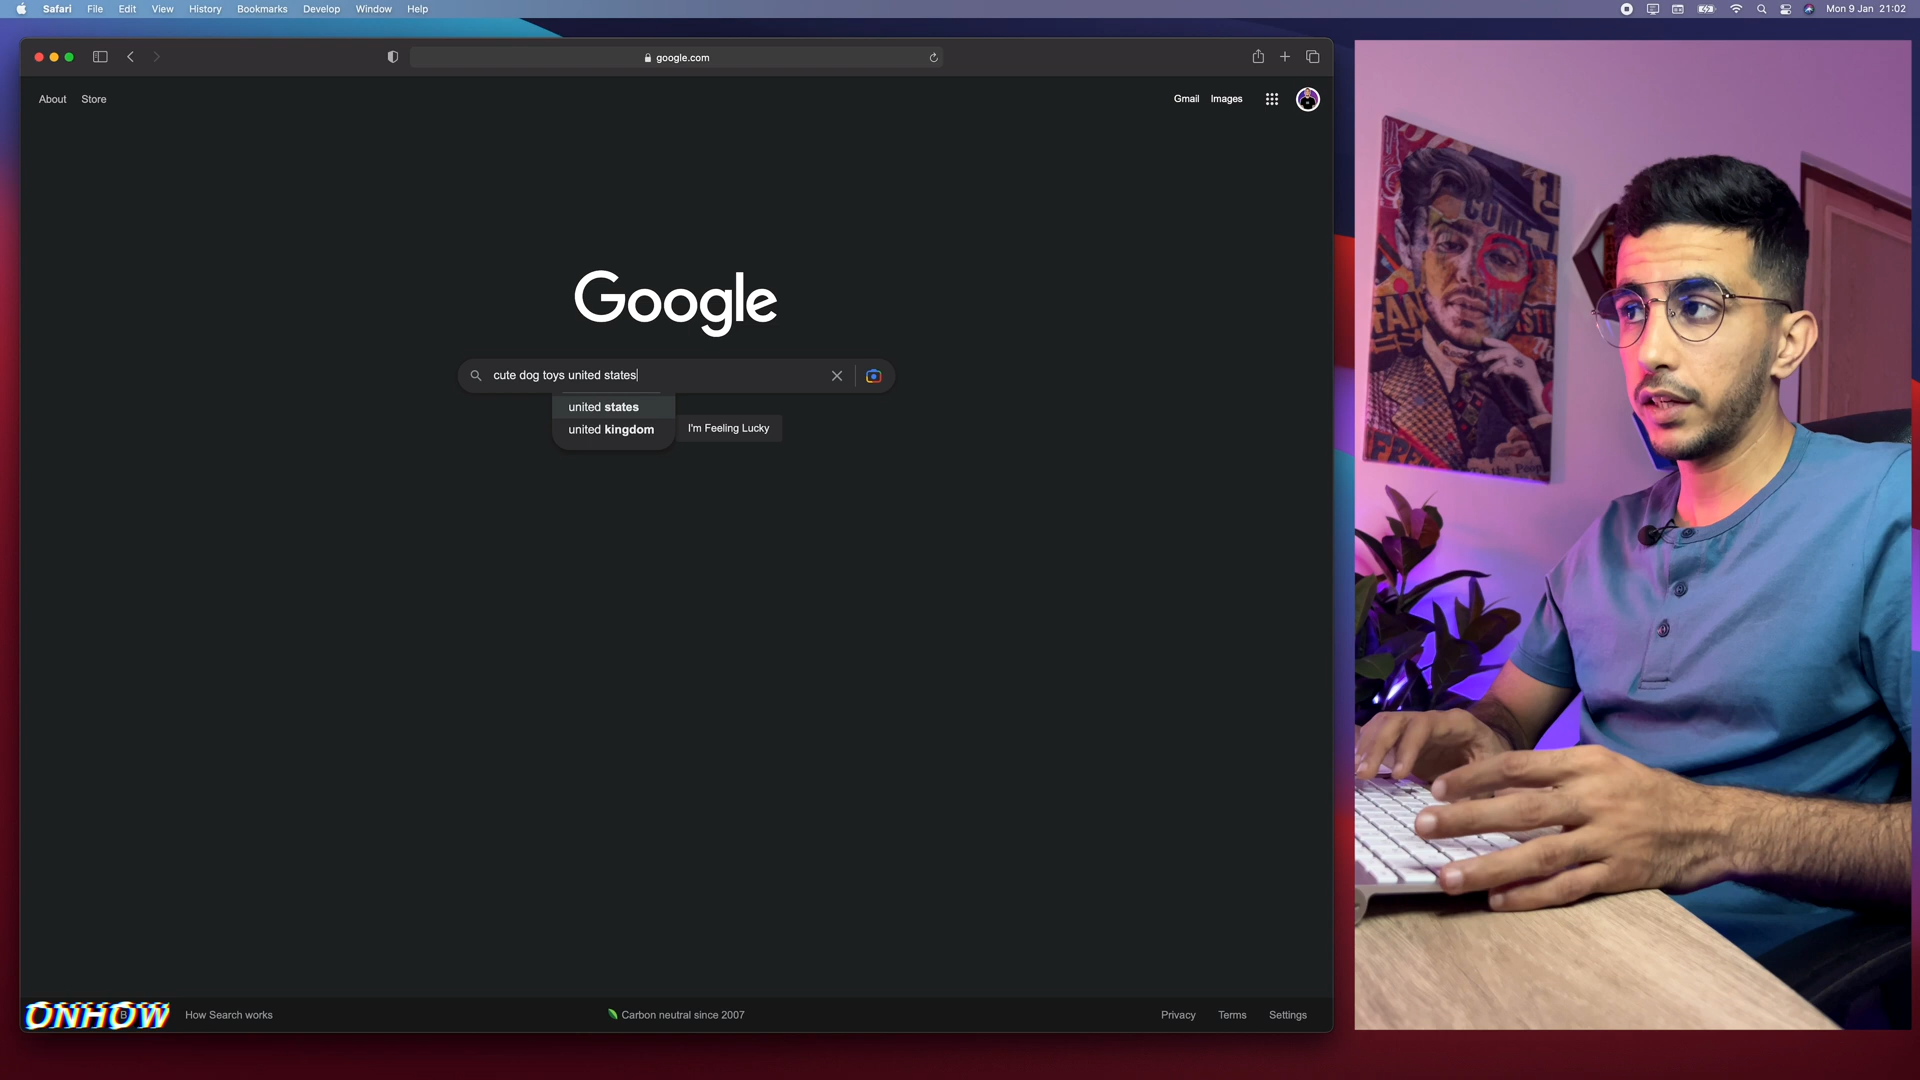 Safari File Edit View History Bookmarks Develop Window Help
Mon 9 Jan 21:02
google.com
About Store
Gmail Images
Google
cute dog toys united states
united states
united kingdom
I'm Feeling Lucky
ONHOW
How Search works
Carbon neutral since 2007
Privacy Terms Settings